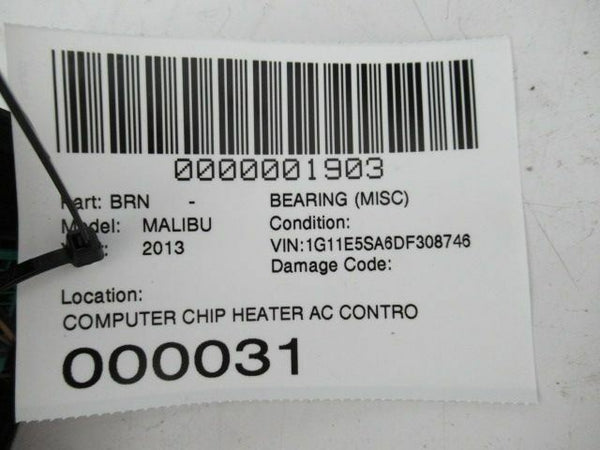 0000001903
Part: BRN - BEARING (MISC)
Model: MALIBU Condition:
2013 VIN:1G11E5SA6DF308746
Damage Code:
Location:
COMPUTER CHIP HEATER AC CONTRO
000031